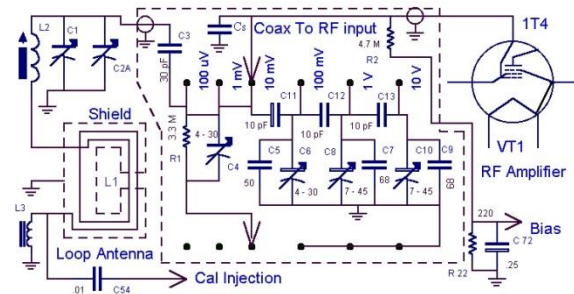 L2
C1
C2A
C3
30 pF
Cs
Coax To RF input
4.7 M
R2
1T4
VT1
RF Amplifier
100 uV
1 mV
10 mV
100 mV
1 V
10 V
C11
C12
C13
10 pF
10 pF
10 pF
3.3 M
R1
4 - 30
C4
C5
50
C6
4 - 30
C8
7 - 45
C7
68
C10
7 - 45
C9
68
Shield
L1
L3
Loop Antenna
.01
C54
Cal Injection
220
R 22
Bias
C 72
.25